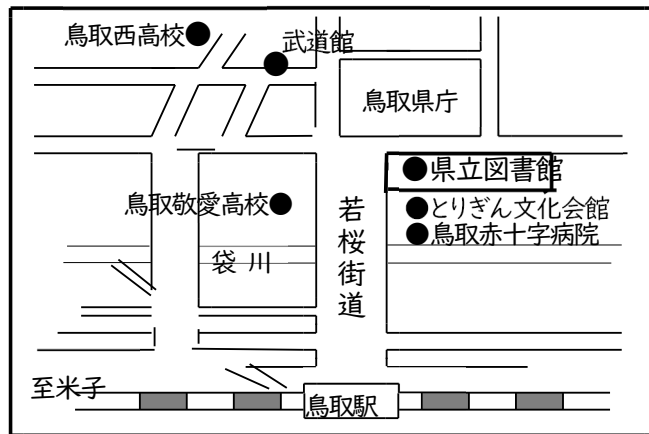 鳥取西高校
武道館
鳥取県庁
県立図書館
鳥取敬愛高校
とりぎん文化会館
鳥取赤十字病院
若桜街道
袋川
至米子
鳥取駅